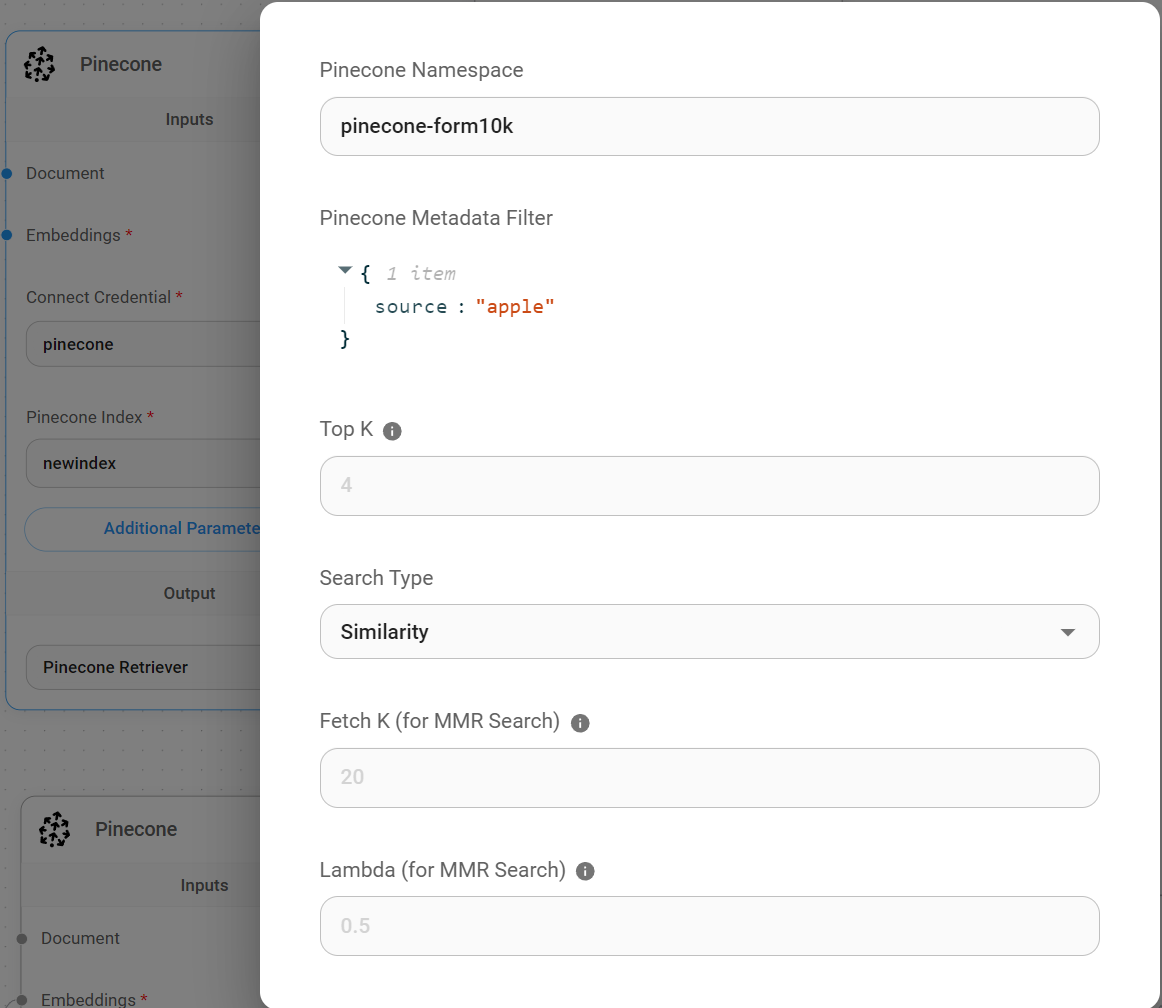 Pinecone
Inputs
Document
Embeddings *
Connect Credential *
pinecone
Pinecone Index *
newindex
Additional Paramete
Output
Pinecone Retriever
Pinecone
Inputs
Document
Embeddings *
Pinecone Namespace
pinecone-form10k
Pinecone Metadata Filter
{ 1 item
source : "apple"
}
Top K
4
Search Type
Similarity
Fetch K (for MMR Search)
20
Lambda (for MMR Search)
0.5